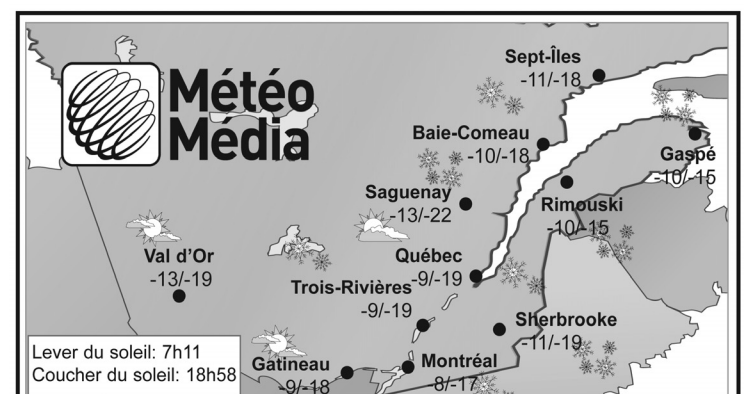 Météo
Média
Sept-Îles
-11/-18
Baie-Comeau
-10/-18
Gaspé
-10/-15
Saguenay
-13/-22
Rimouski
-10/-15
Val d'Or
-13/-19
Québec
-9/-19
Trois-Rivières
-9/-19
Sherbrooke
-11/-19
Lever du soleil: 7h11
Coucher du soleil: 18h58
Gatineau
-9/-18
Montréal
-8/-17